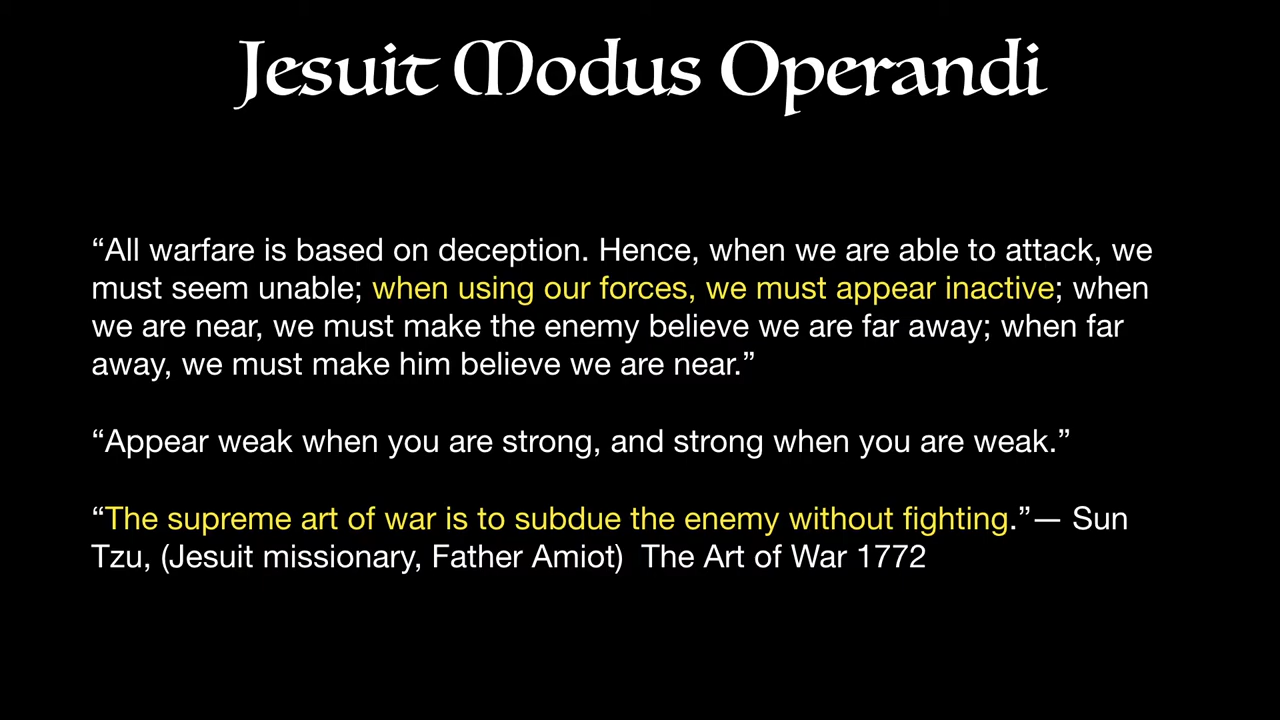 Jesuit Modus Operandi
“All warfare is based on deception. Hence, when we are able to attack, we
must seem unable; when using our forces, we must appear inactive; when
we are near, we must make the enemy believe we are far away; when far
away, we must make him believe we are near.”
“Appear weak when you are strong, and strong when you are weak.”
“The supreme art of war is to subdue the enemy without fighting.”— Sun
Tzu, (Jesuit missionary, Father Amiot)  The Art of War 1772